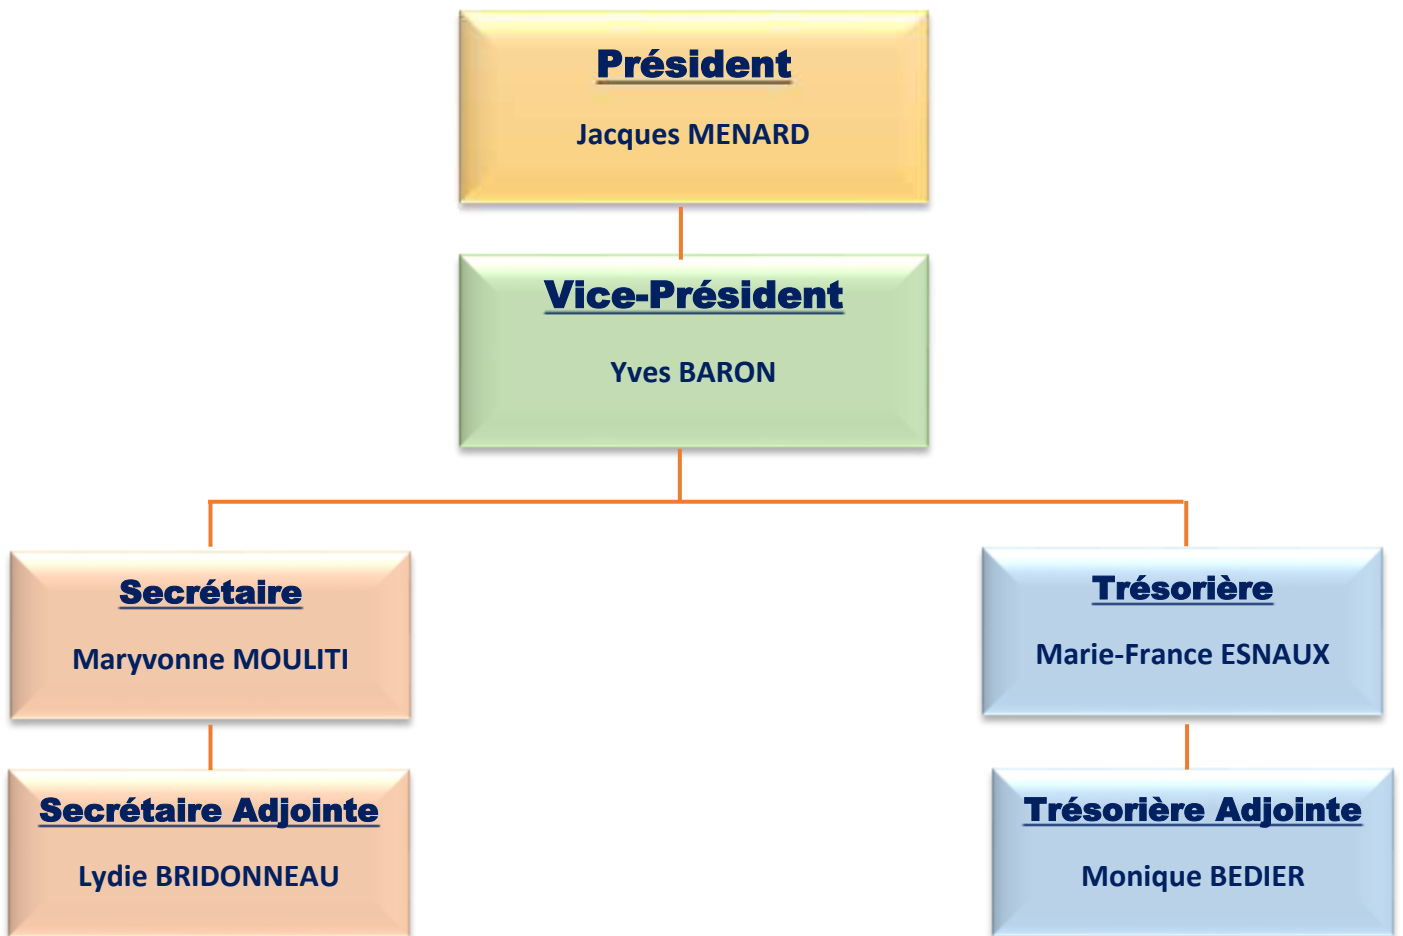 Président
Jacques MENARD
Vice-Président
Yves BARON
Secrétaire
Maryvonne MOULITI
Trésorière
Marie-France ESNAUX
Secrétaire Adjointe
Lydie BRIDONNEAU
Trésorière Adjointe
Monique BEDIER